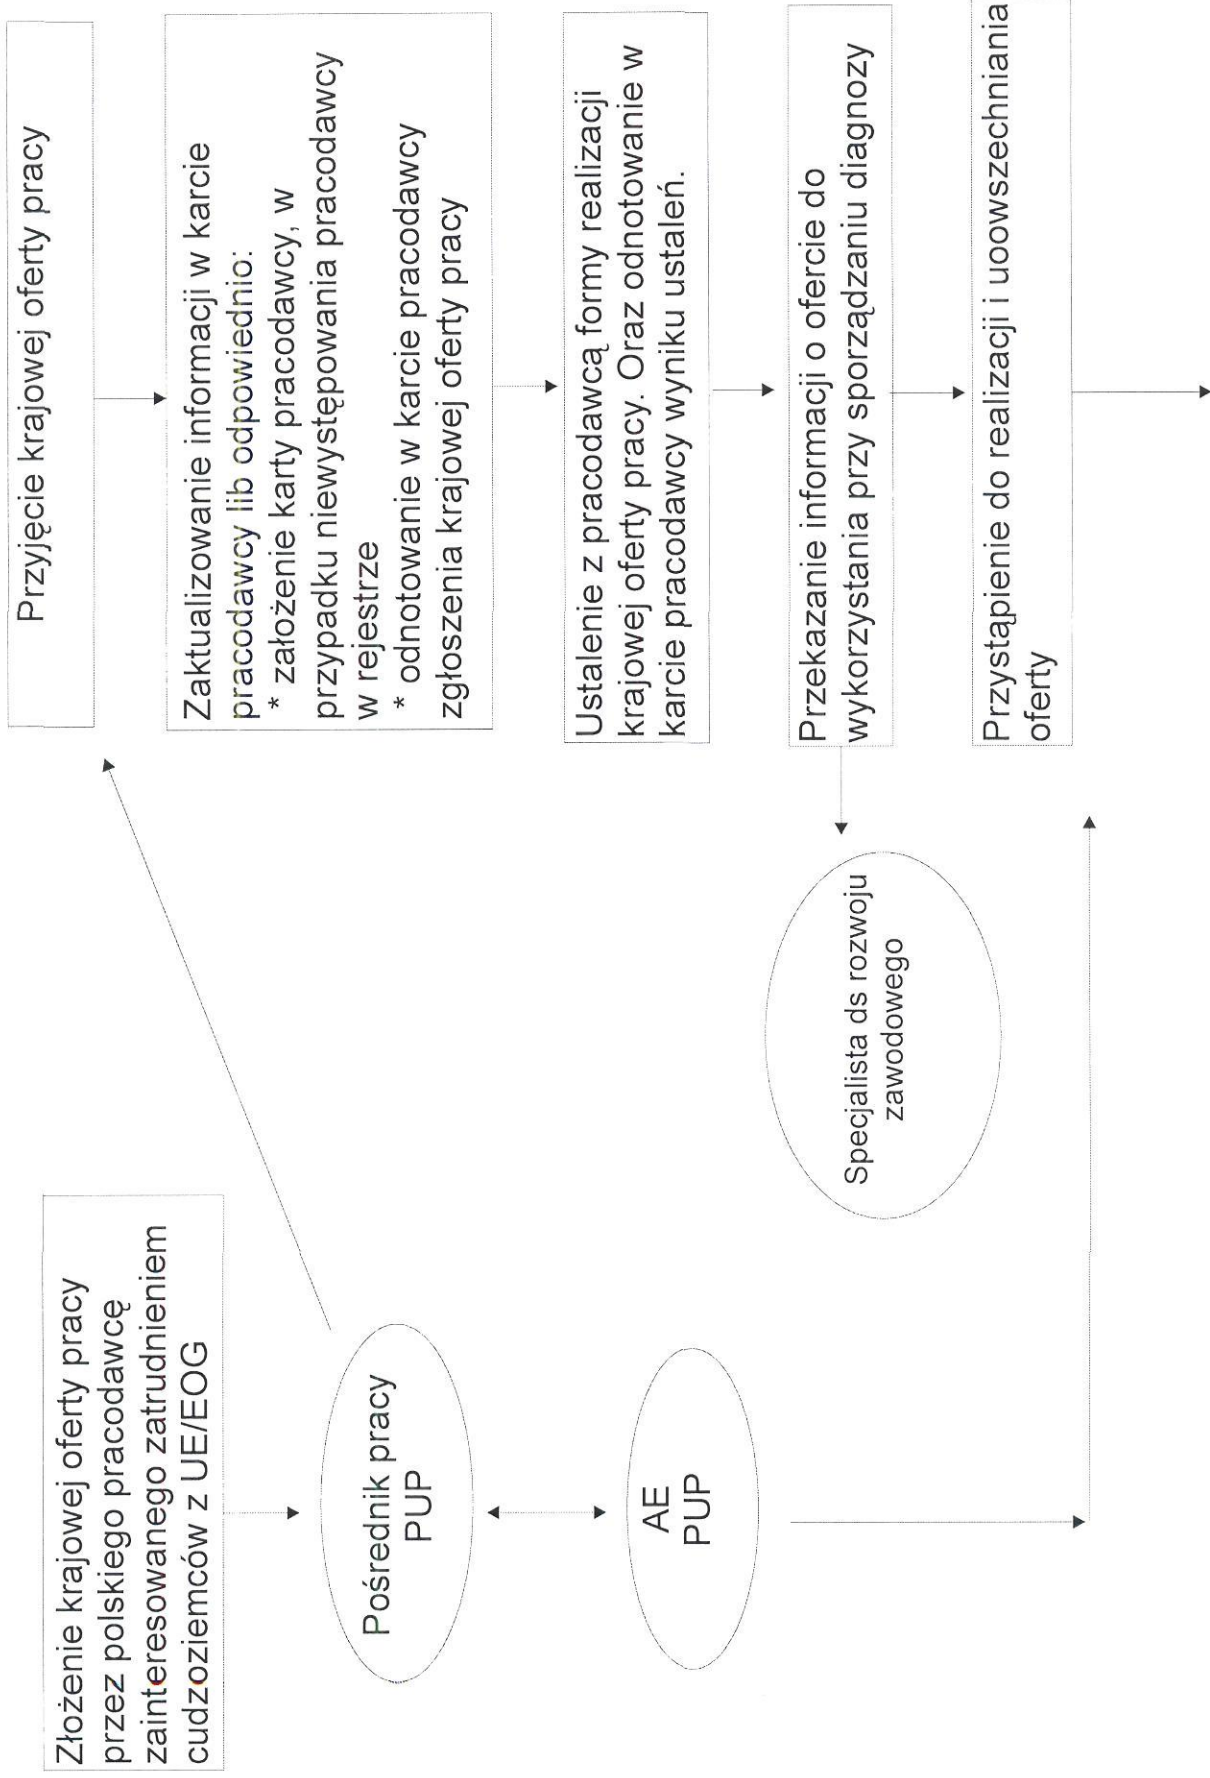 Złożenie krajowej oferty pracy
przez polskiego pracodawcę
zainteresowanego zatrudnieniem
cudzoziemców z UE/EOG
Pośrednik pracy
PUP
AE
PUP
Przyjęcie krajowej oferty pracy
Zaktualizowanie informacji w karcie
pracodawcy lib odpowiednio:
* założenie karty pracodawcy, w
przypadku niewystępowania pracodawcy
w rejestrze
* odnotowanie w karcie pracodawcy
zgłoszenia krajowej oferty pracy
Ustalenie z pracodawcą formy realizacji
krajowej oferty pracy. Oraz odnotowanie w
karcie pracodawcy wyniku ustaleń.
Przekazanie informacji o ofercie do
wykorzystania przy sporządzaniu diagnozy
Specjalista ds rozwoju
zawodowego
Przystąpienie do realizacji i uoowszechniania
oferty